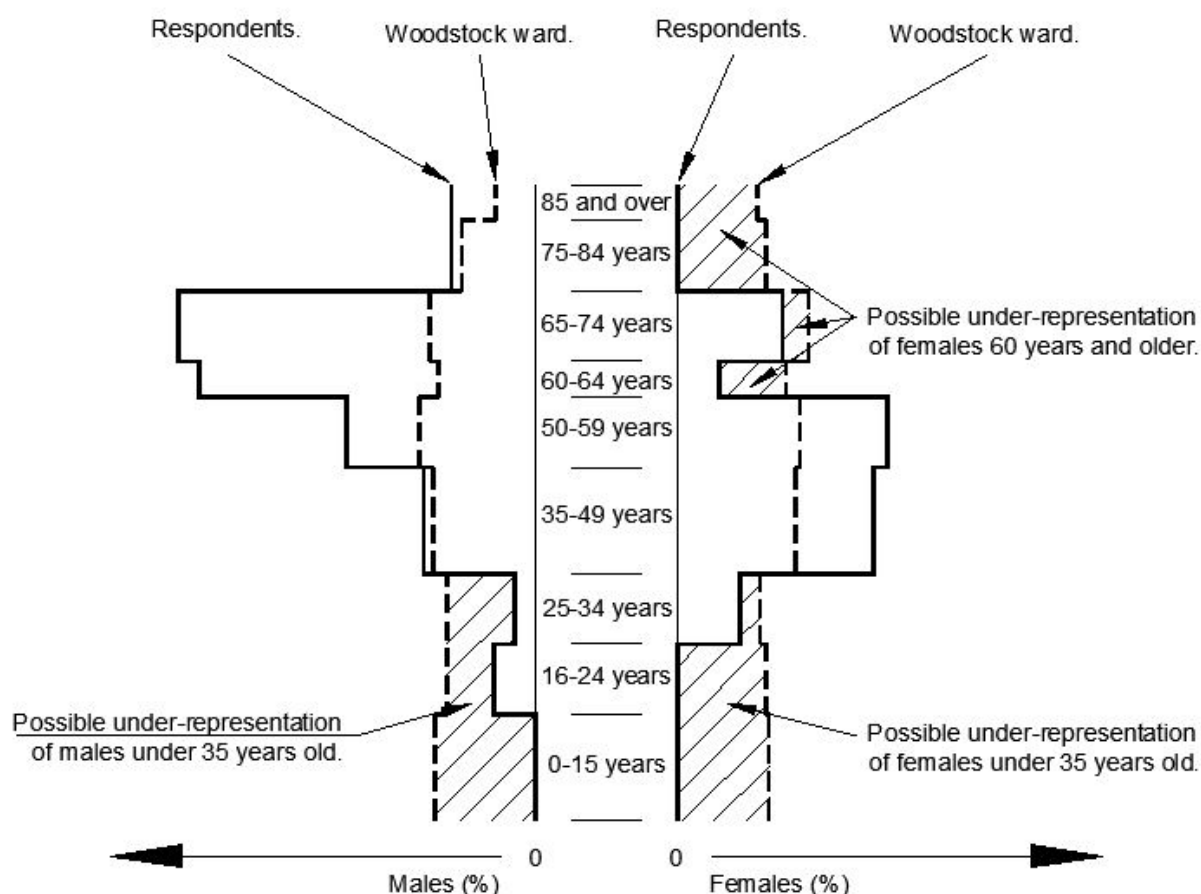 Respondents.
Woodstock ward.
Respondents.
Woodstock ward.
85 and over
75-84 years
65-74 years
60-64 years
50-59 years
35-49 years
25-34 years
16-24 years
0-15 years
Possible under-representation
of females 60 years and older.
Possible under-representation
of males under 35 years old.
Possible under-representation
of females under 35 years old.
0
0
Males (%)
Females (%)